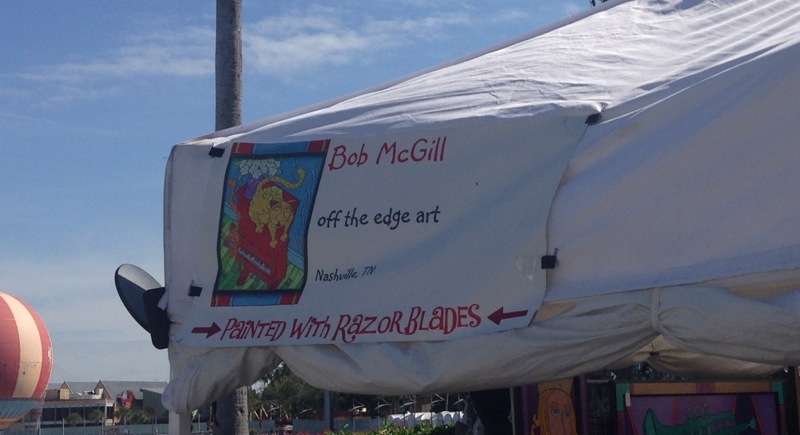 Bob McGill
off the edge art
Nashville, TN
Painted With Razor Blades